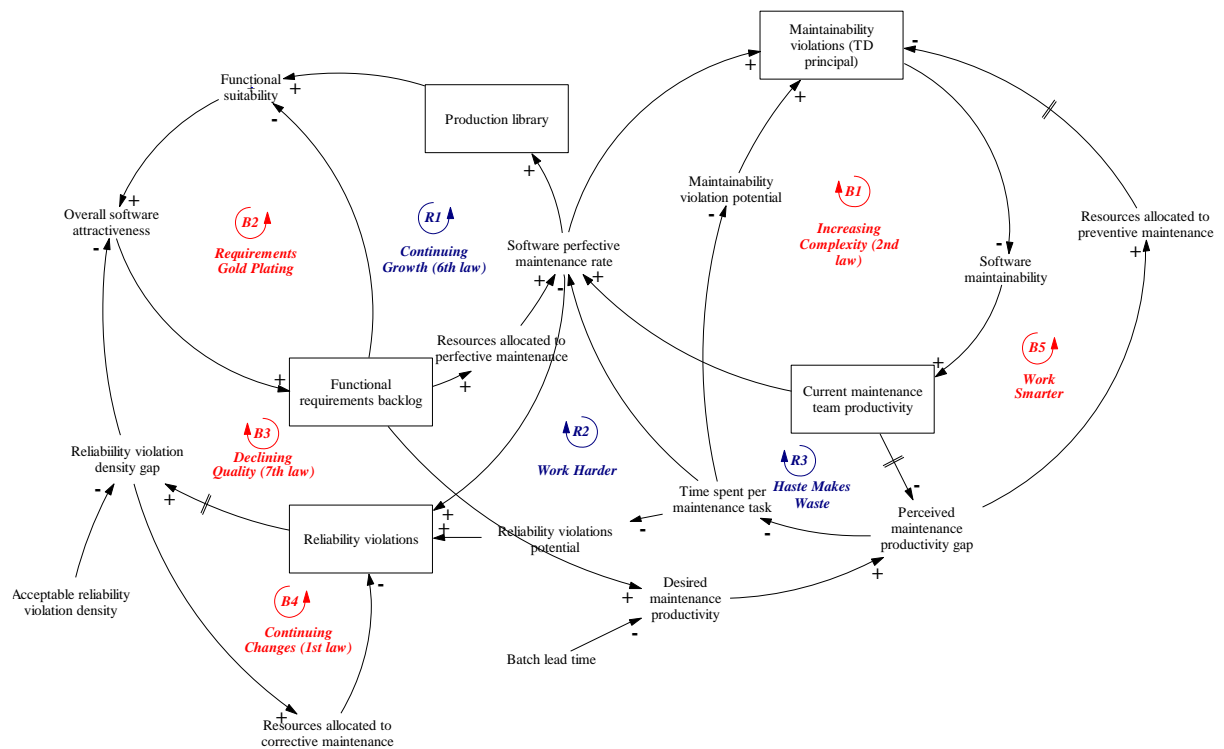 Maintainability
violations (TD
principal)
-
+
+
Functional
suitability
+
-
Production library
+
Maintainability
violation potential
-
B1
Increasing
Complexity (2nd
law)
Resources allocated to
preventive maintenance
+
Overall software
attractiveness
+
-
B2
Requirements
Gold Plating
R1
Continuing
Growth (6th law)
Software perfective
maintenance rate
+
-
+
-
Software
maintainability
Resources allocated to
perfective maintenance
+
Functional
requirements backlog
+
Current maintenance
team productivity
+
B5
Work
Smarter
B3
Declining
Quality (7th law)
R2
Work Harder
R3
Haste Makes
Waste
Reliabiility violation
density gap
-
+
Time spent per
maintenance task
-
Perceived
maintenance
productivity gap
-
+
Reliability violations
+
+
-
Reliability violations
potential
-
Acceptable reliability
violation density
B4
Continuing
Changes (1st law)
Desired
maintenance
productivity
+
-
Batch lead time
+
Resources allocated to
corrective maintenance